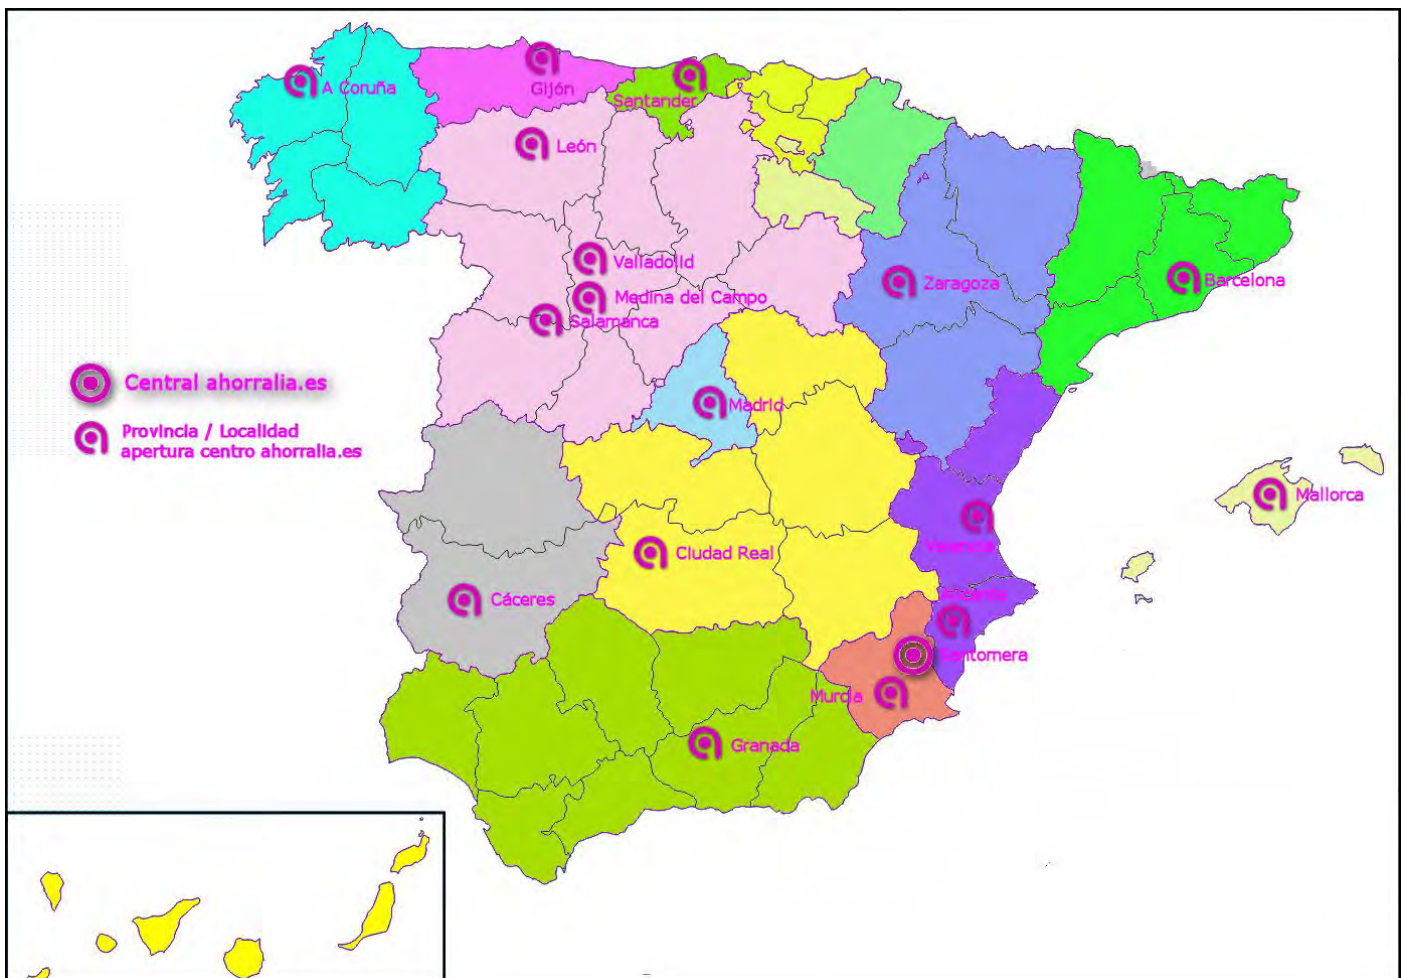 A Coruña
Gijón
Santander
León
Valladolid
Medina del Campo
Salamanca
Zaragoza
Barcelona
Central ahorralia.es
Madrid
Provincia / Localidad
apertura centro ahorralia.es
Mallorca
Valencia
Ciudad Real
Cáceres
Alicante
Santomera
Murcia
Granada